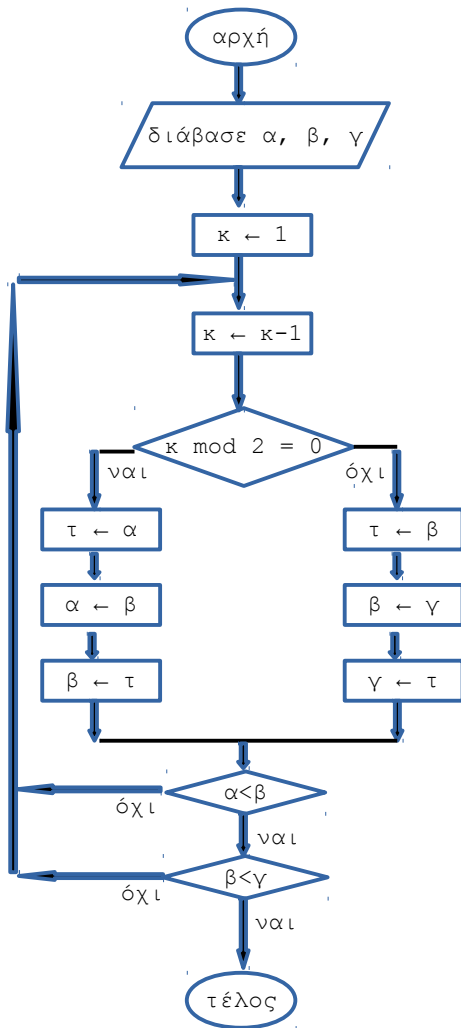 αρχή
διάβασε α, β, γ
κ ← 1
κ ← κ-1
κ mod 2 = 0
ναι
όχι
τ ← α
τ ← β
α ← β
β ← γ
β ← τ
γ ← τ
α<β
όχι
ναι
β<γ
όχι
ναι
τέλος